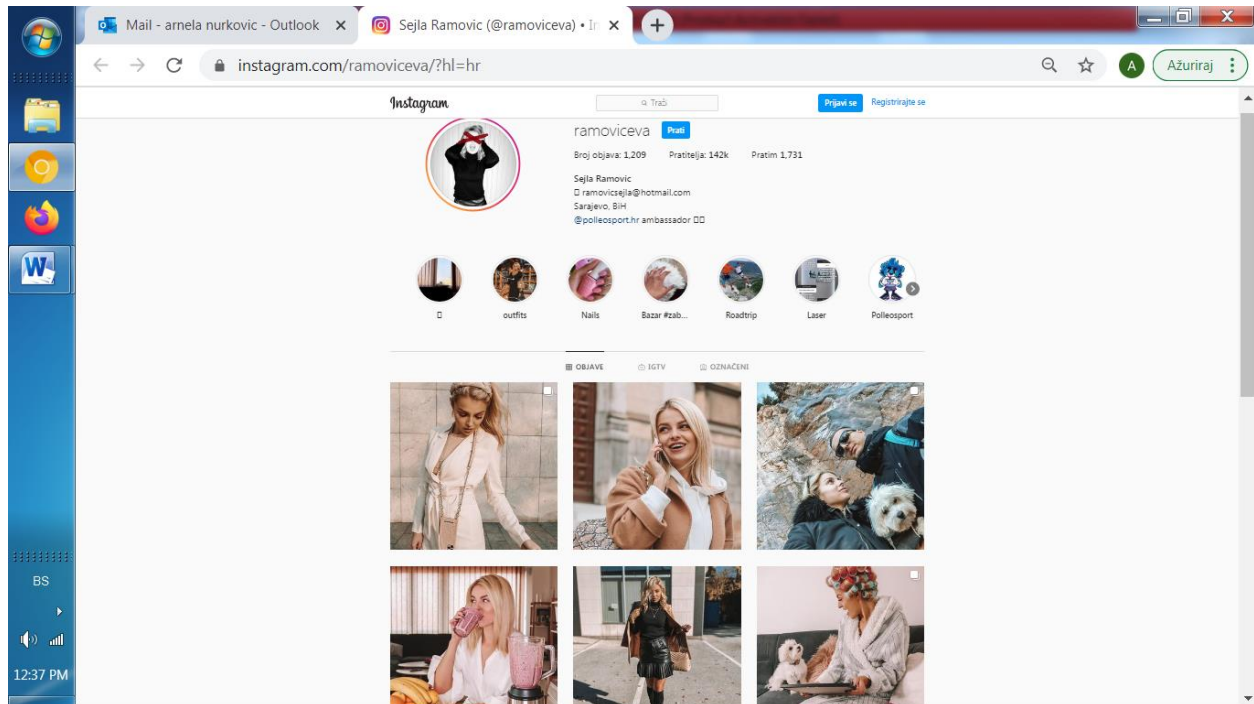 Mail - arnela nurkovic - Outlook
Sejla Ramovic (@ramoviceva) • In
instagram.com/ramoviceva/?hl=hr
A
Ažuriraj
Instagram
Traži
Prijavi se
Registrirajte se
ramoviceva Prati
Broj objava: 1,209 Pratitelja: 142k Pratim 1,731
Sejla Ramovic
ramovicsejla@hotmail.com
Sarajevo, BiH
@polleosport.hr ambassador
outfits Nails Bazar #zab... Roadtrip Laser Polleosport
OBJAVE IGTV OZNAČENI
BS
12:37 PM